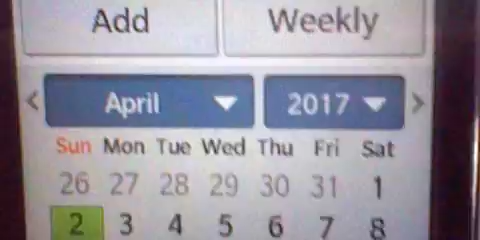 Add Weekly
April 2017
Sun Mon Tue Wed Thu Fri Sat
26 27 28 29 30 31 1
2 3 4 5 6 7 8